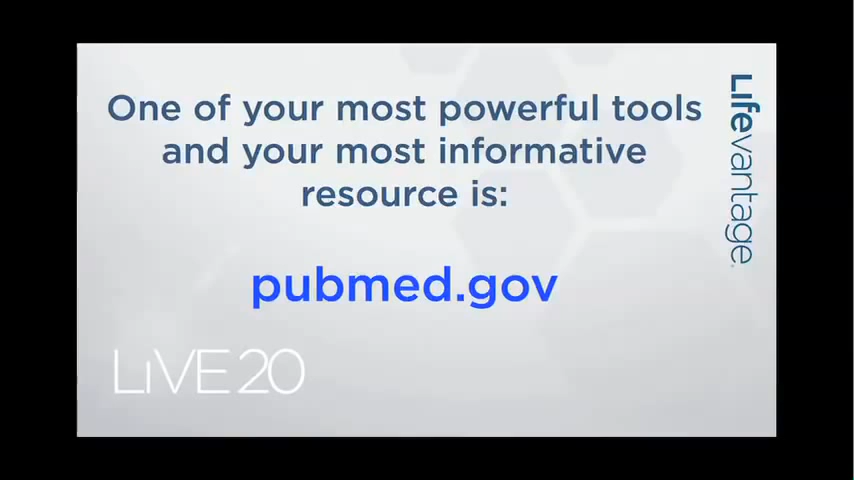 One of your most powerful tools
and your most informative
resource is:
pubmed.gov
Lifevantage.
LiVE 20